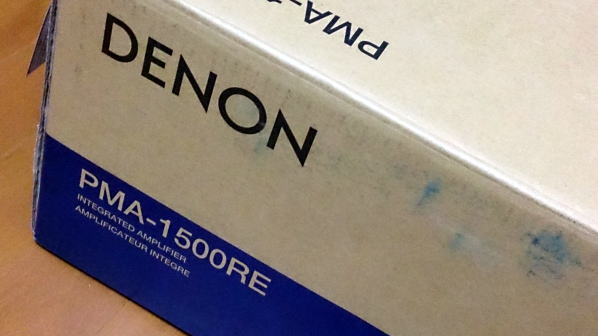 PMA-
DENON
PMA-1500RE
INTEGRATED AMPLIFIER
AMPLIFICATEUR INTEGRE